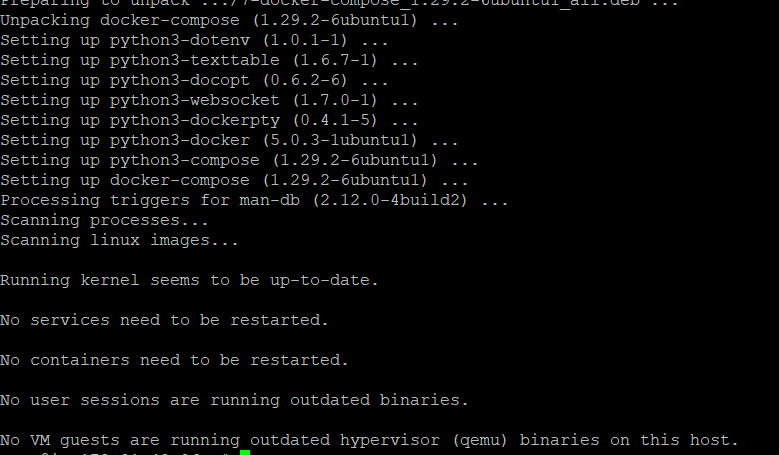 Preparing to unpack .../7-docker-compose_1.29.2-6ubuntu1_all.deb ...
Unpacking docker-compose (1.29.2-6ubuntu1) ...
Setting up python3-dotenv (1.0.1-1) ...
Setting up python3-texttable (1.6.7-1) ...
Setting up python3-docopt (0.6.2-6) ...
Setting up python3-websocket (1.7.0-1) ...
Setting up python3-dockerpty (0.4.1-5) ...
Setting up python3-docker (5.0.3-1ubuntu1) ...
Setting up python3-compose (1.29.2-6ubuntu1) ...
Setting up docker-compose (1.29.2-6ubuntu1) ...
Processing triggers for man-db (2.12.0-4build2) ...
Scanning processes...
Scanning linux images...
Running kernel seems to be up-to-date.
No services need to be restarted.
No containers need to be restarted.
No user sessions are running outdated binaries.
No VM guests are running outdated hypervisor (qemu) binaries on this host.